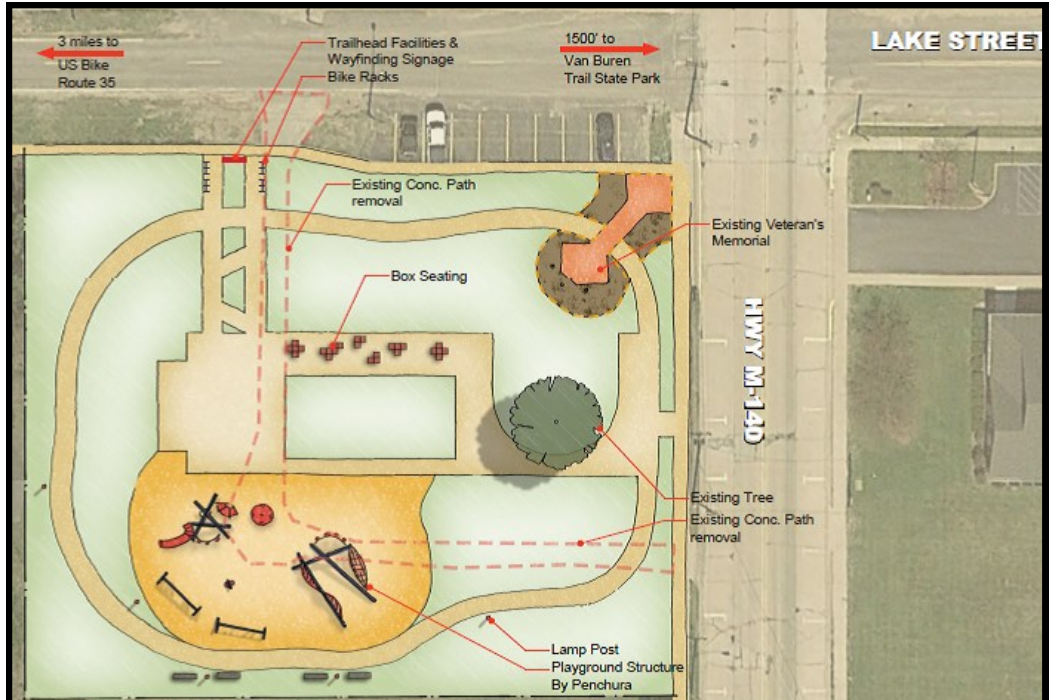 3 miles to
US Bike
Route 35
Trailhead Facilities &
Wayfinding Signage
Bike Racks
1500' to
Van Buren
Trail State Park
LAKE STREET
Existing Conc. Path
removal
Existing Veteran's
Memorial
Box Seating
HWY M-140
Existing Tree
Existing Conc. Path
removal
Lamp Post
Playground Structure
By Penchura